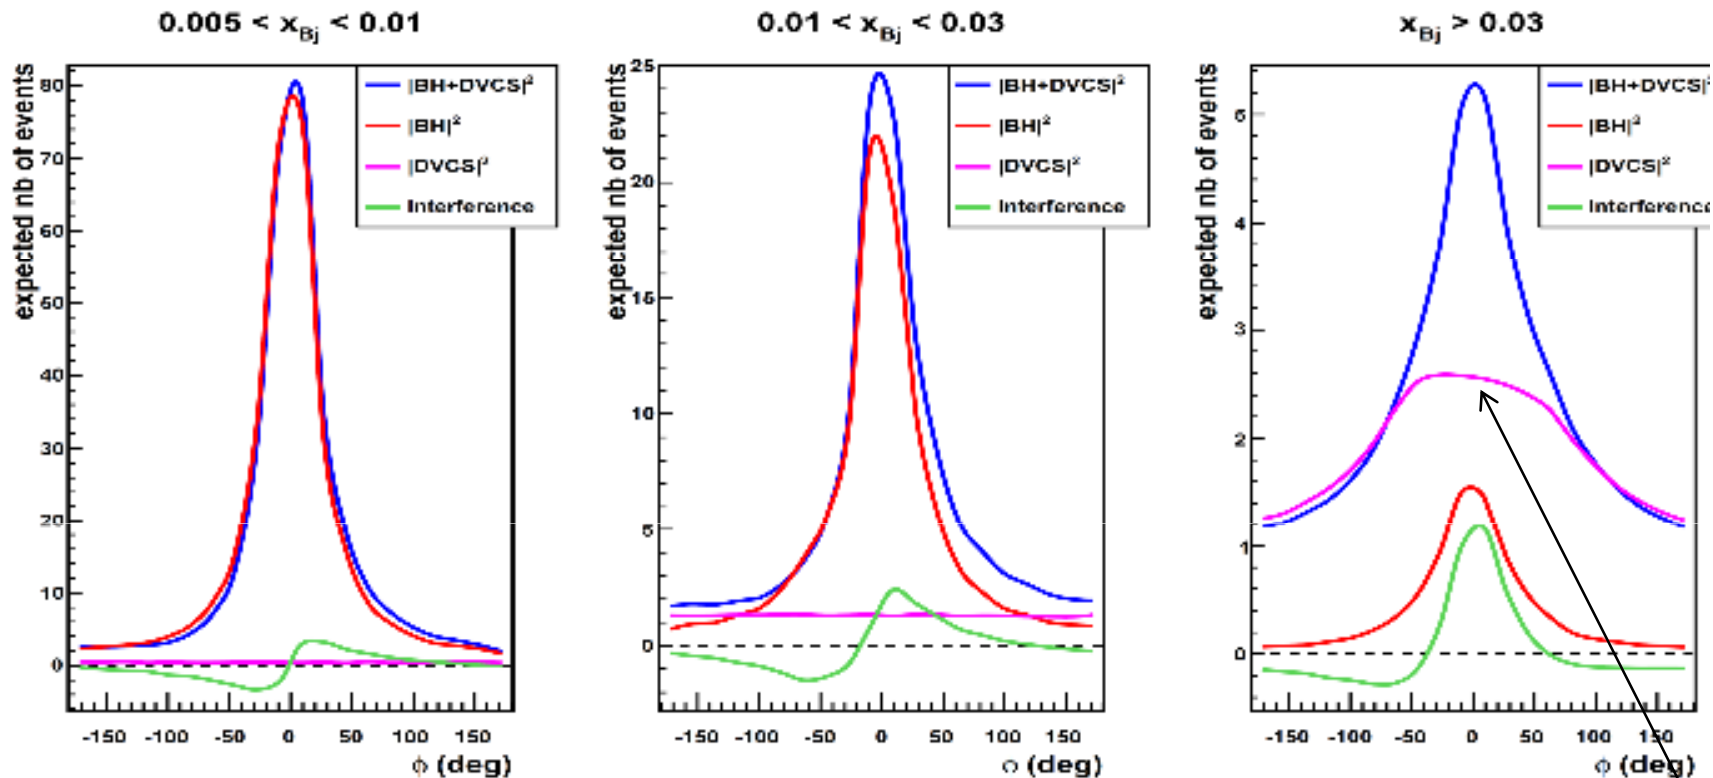 0.005 < x_Bj < 0.01
expected nb of events
|BH+DVCS|²
|BH|²
|DVCS|²
Interference
80
70
60
50
40
30
20
10
0
-150 -100 -50 0 50 100 150
ϕ (deg)
0.01 < x_Bj < 0.03
expected nb of events
|BH+DVCS|²
|BH|²
|DVCS|²
Interference
25
20
15
10
5
0
-150 -100 -50 0 50 100 150
ϕ (deg)
x_Bj > 0.03
expected nb of events
|BH+DVCS|²
|BH|²
|DVCS|²
Interference
6
5
4
3
2
1
0
-150 -100 -50 0 50 100 150
ϕ (deg)